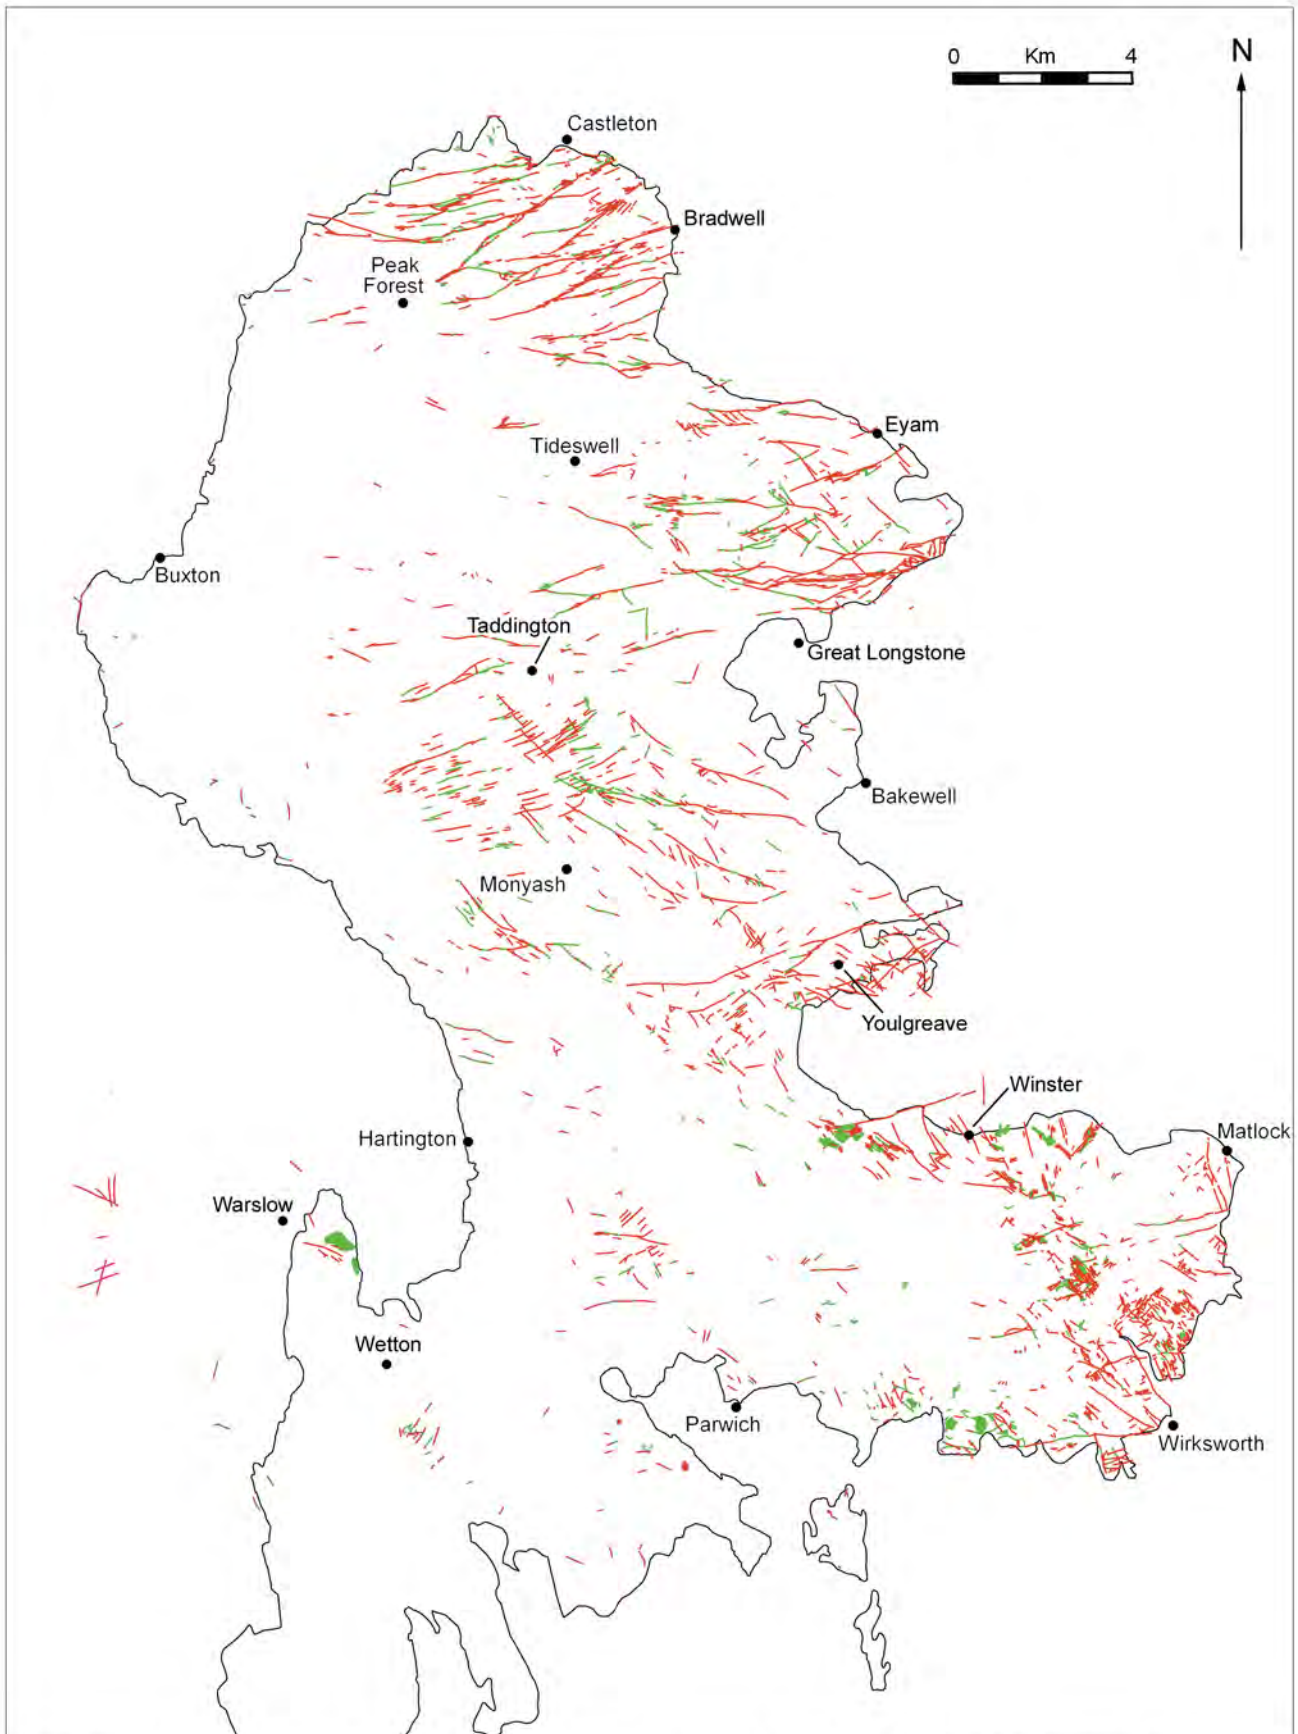 0 Km 4
N
Castleton
Bradwell
Peak
Forest
Eyam
Tideswell
Buxton
Taddington
Great Longstone
Bakewell
Monyash
Youlgreave
Winster
Hartington
Matlock
Warslow
Wetton
Parwich
Wirksworth